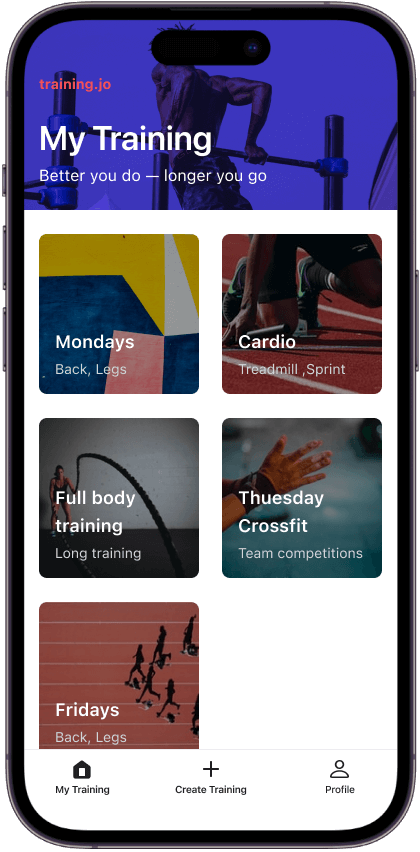 training.jo
My Training
Better you do — longer you go
Mondays
Back, Legs
Cardio
Treadmill ,Sprint
Full body
training
Long training
Thuesday
Crossfit
Team competitions
Fridays
Back, Legs
My Training
Create Training
Profile